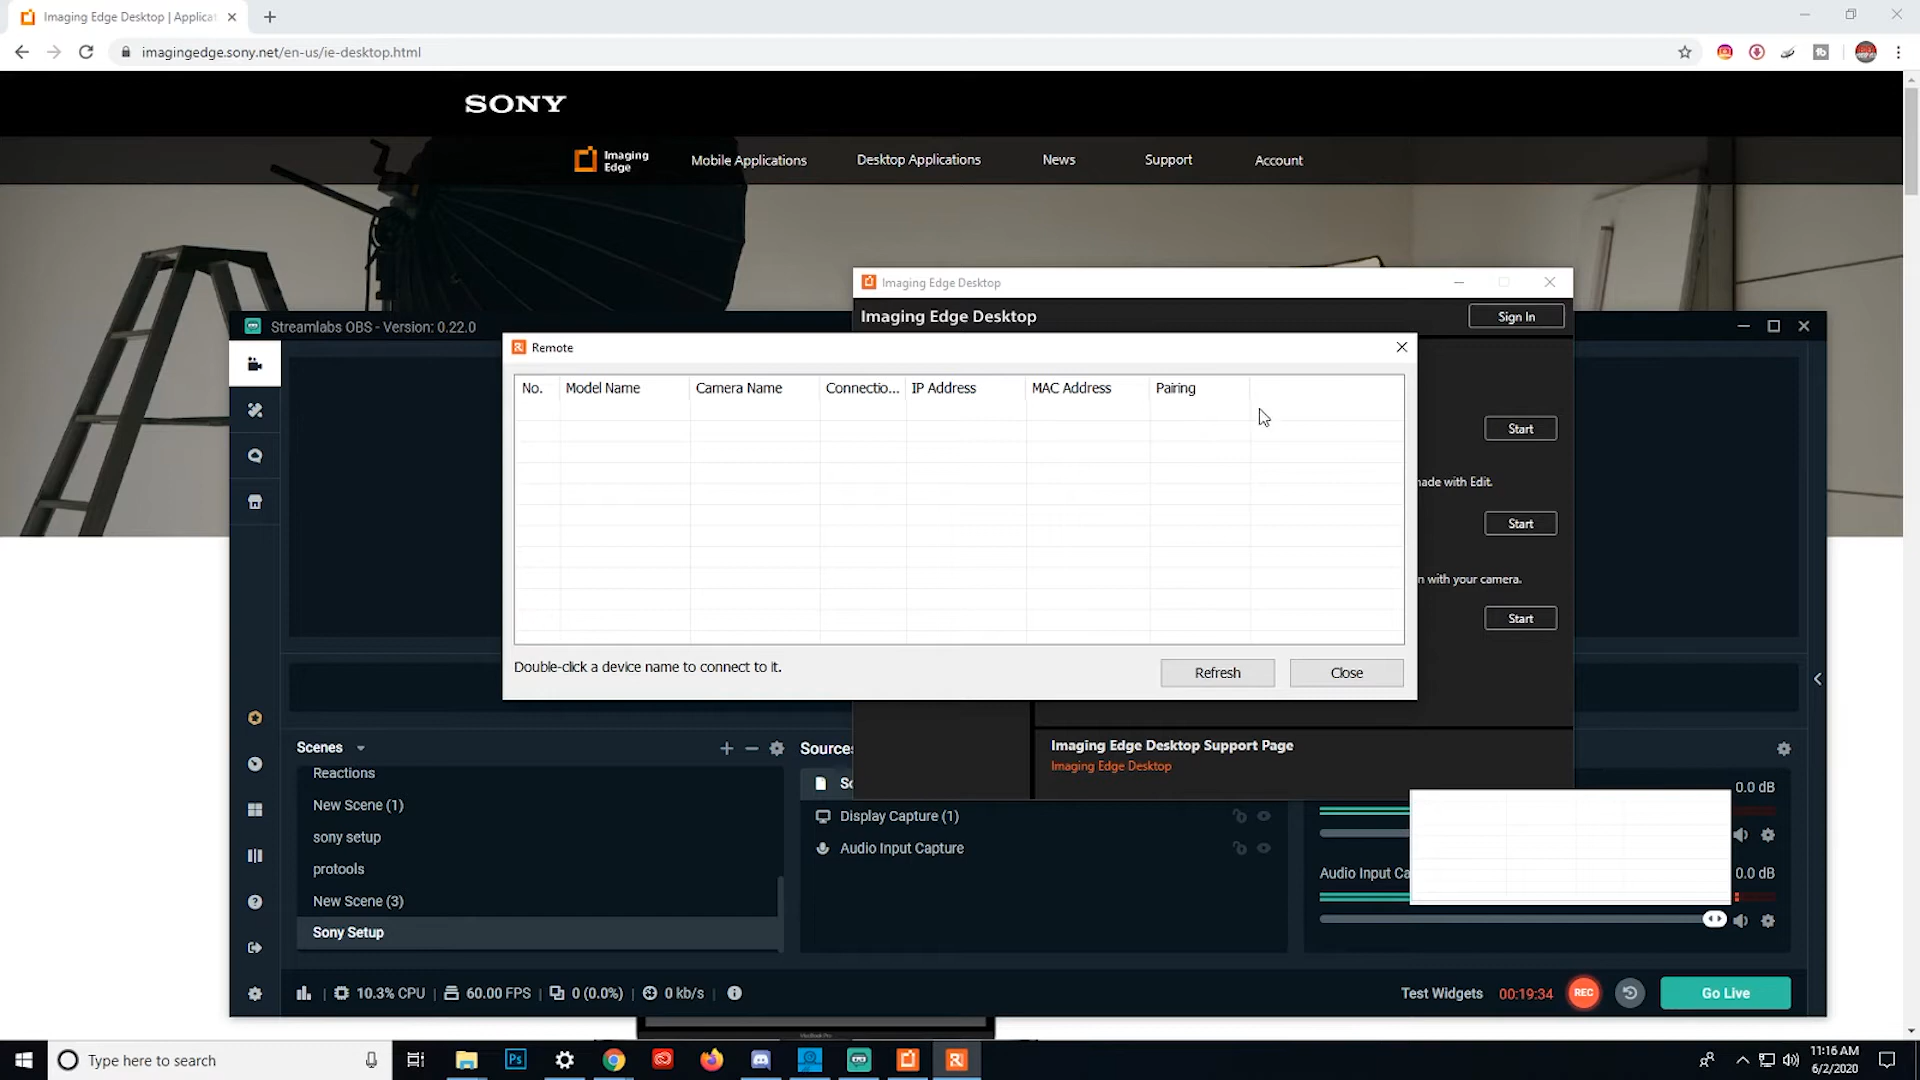 Imaging Edge Desktop | Applicat
imagingedge.sony.net/en-us/ie-desktop.html
SONY
Imaging
Edge
Mobile Applications
Desktop Applications
News
Support
Account
Imaging Edge Desktop
Imaging Edge Desktop
Sign In
Streamlabs OBS - Version: 0.22.0
Remote
No. Model Name Camera Name Connectio... IP Address MAC Address Pairing
Start
made with Edit.
Start
n with your camera.
Start
Double-click a device name to connect to it.
Refresh
Close
Imaging Edge Desktop Support Page
Imaging Edge Desktop
Scenes
Reactions
New Scene (1)
sony setup
protools
New Scene (3)
Sony Setup
Sources
So
Display Capture (1)
Audio Input Capture
0.0 dB
Audio Input Ca
0.0 dB
10.3% CPU | 60.00 FPS | 0 (0.0%) | 0 kb/s
Test Widgets
00:19:34
REC
Go Live
MacBook Pro
Type here to search
Ps
11:16 AM
6/2/2020